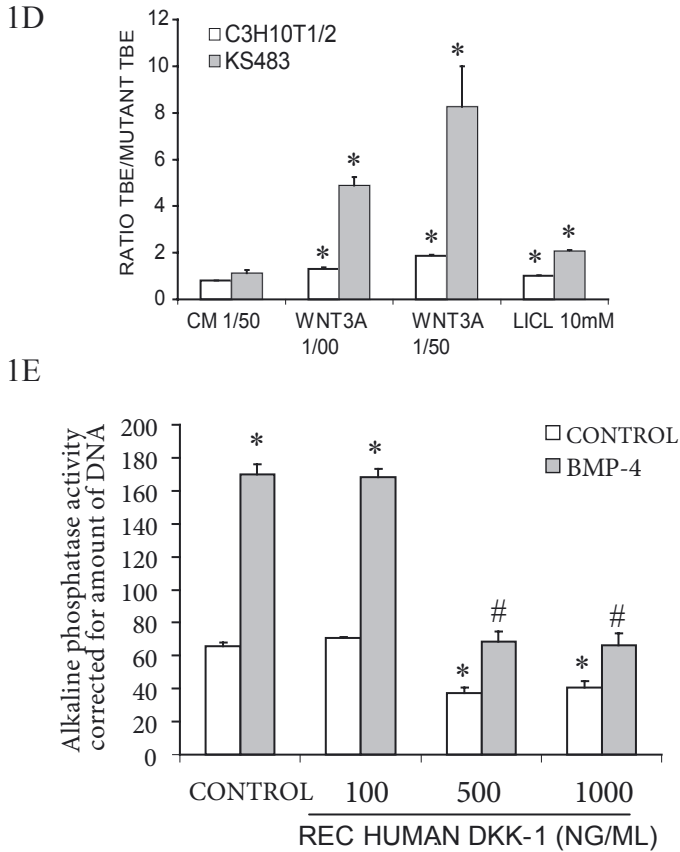 1D
12
10
8
6
4
2
0
RATIO TBE/MUTANT TBE
C3H10T1/2
KS483
*
*
*
*
*
*
CM 1/50 WNT3A WNT3A LICL 10mM
1/00 1/50
1E
200
180
160
140
120
100
80
60
40
20
0
Alkaline phosphatase activity
corrected for amount of DNA
CONTROL
BMP-4
*
*
*
#
*
#
CONTROL 100 500 1000
REC HUMAN DKK-1 (NG/ML)